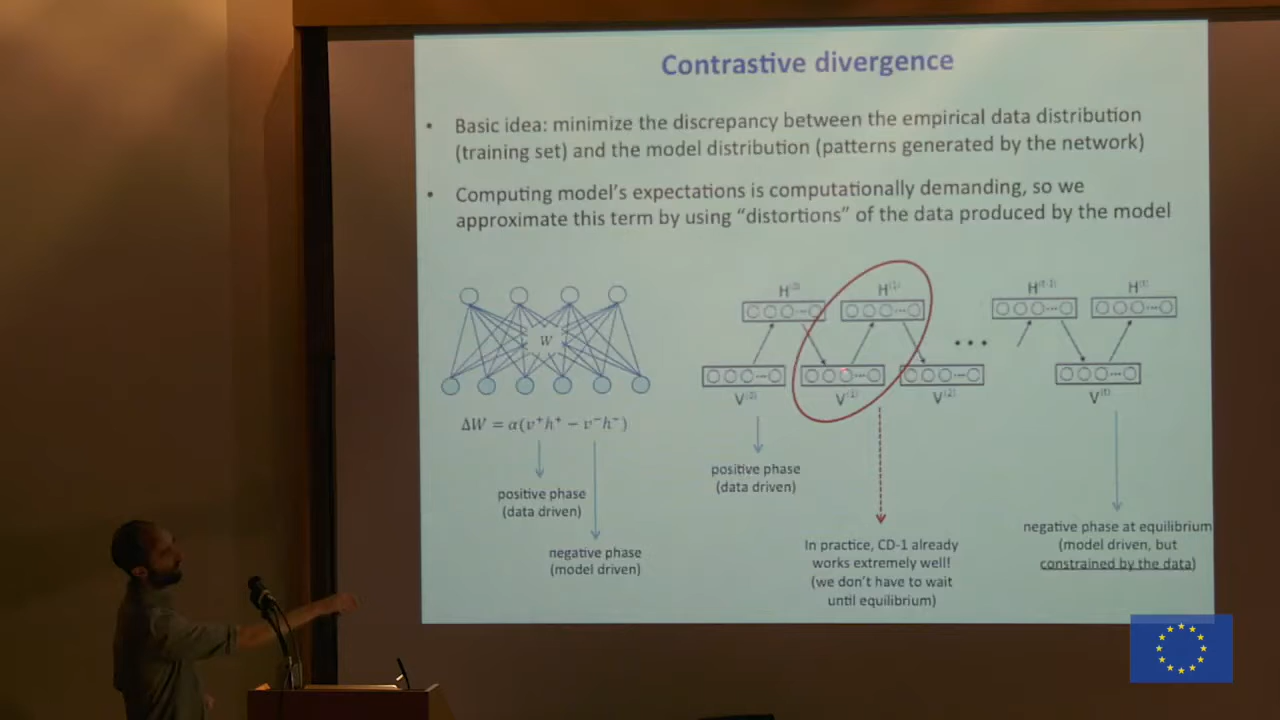 Contrastive divergence
• Basic idea: minimize the discrepancy between the empirical data distribution
(training set) and the model distribution (patterns generated by the network)
• Computing model's expectations is computationally demanding, so we
approximate this term by using "distortions" of the data produced by the model
W
ΔW = α(v⁺h⁺ − v⁻h⁻)
positive phase
(data driven)
negative phase
(model driven)
H H⁽¹⁾ H⁽ᵗ⁻¹⁾ H⁽ᵗ⁾
• • •
V V⁽¹⁾ V⁽²⁾ V⁽ᵗ⁾
positive phase
(data driven)
In practice, CD-1 already
works extremely well!
(we don't have to wait
until equilibrium)
negative phase at equilibrium
(model driven, but
constrained by the data)